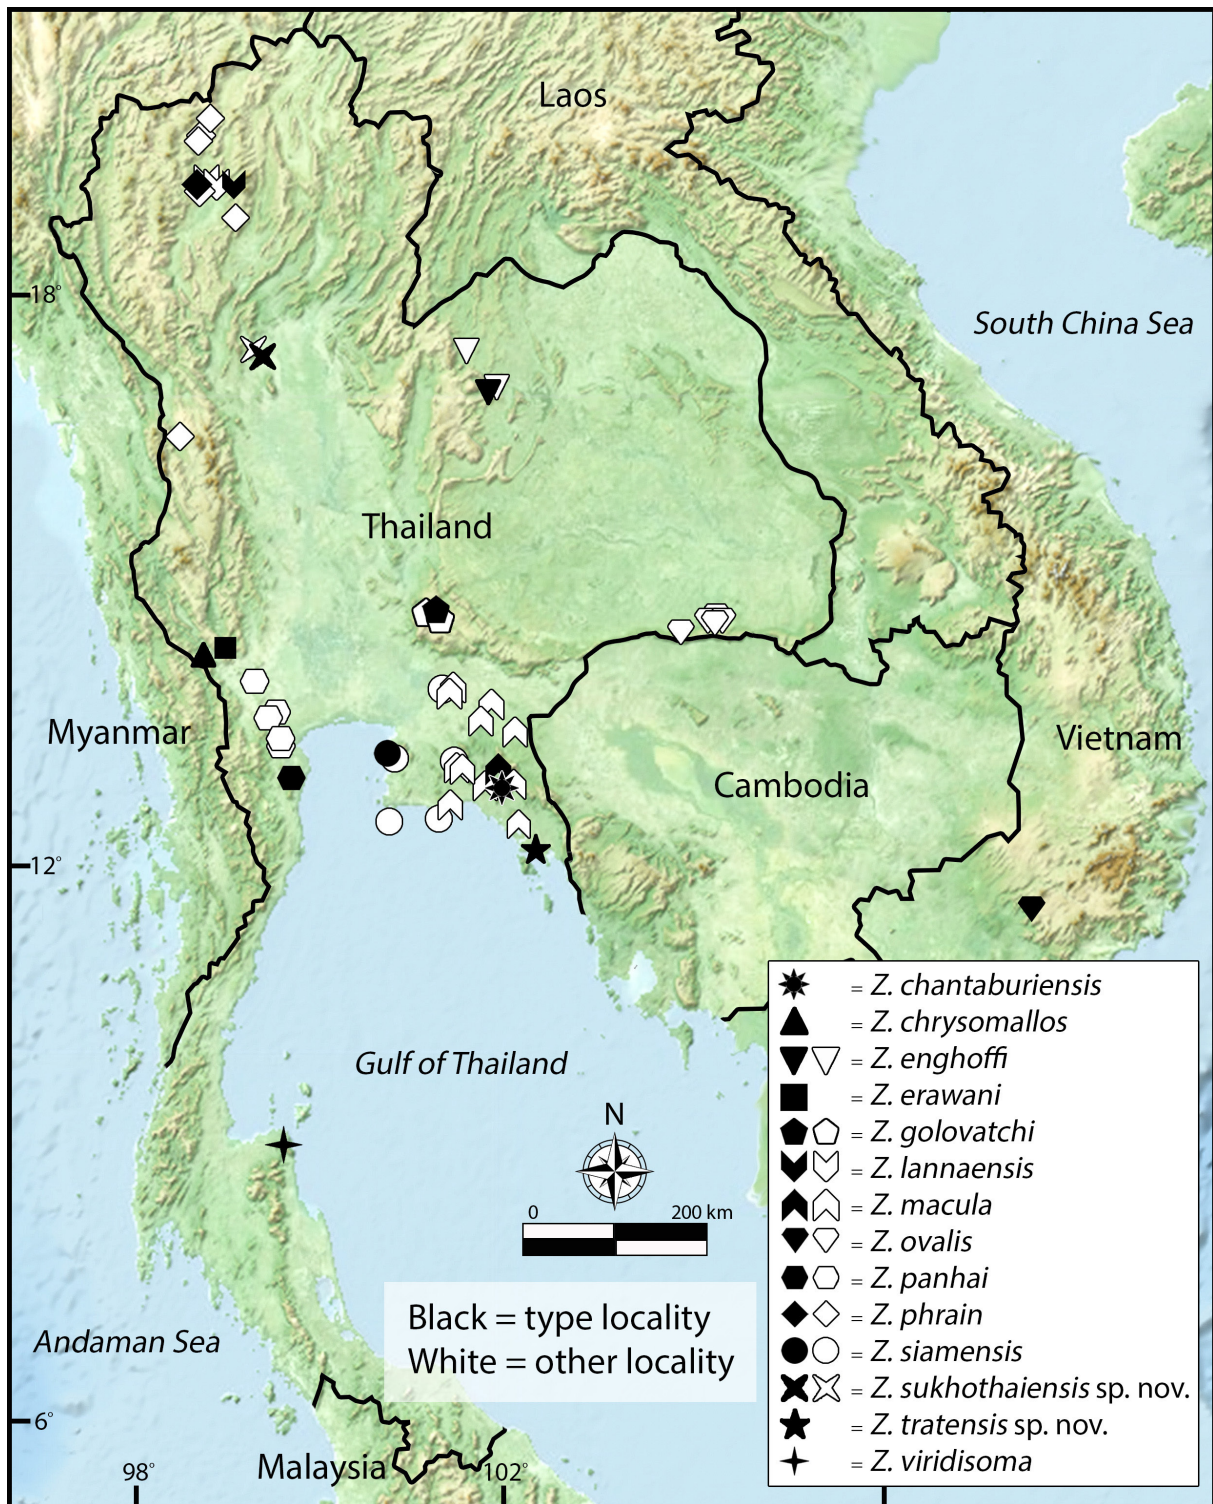 Laos
18°
South China Sea
Thailand
Myanmar
Vietnam
Cambodia
12°
= Z. chantaburiensis
= Z. chrysomallos
= Z. enghoffi
= Z. erawani
= Z. golovatchi
= Z. lannaensis
= Z. macula
= Z. ovalis
= Z. panhai
= Z. phrain
= Z. siamensis
= Z. sukhothaiensis sp. nov.
= Z. tratensis sp. nov.
= Z. viridisoma
Gulf of Thailand
N
0 200 km
Black = type locality
White = other locality
Andaman Sea
6°
Malaysia
98° 102°